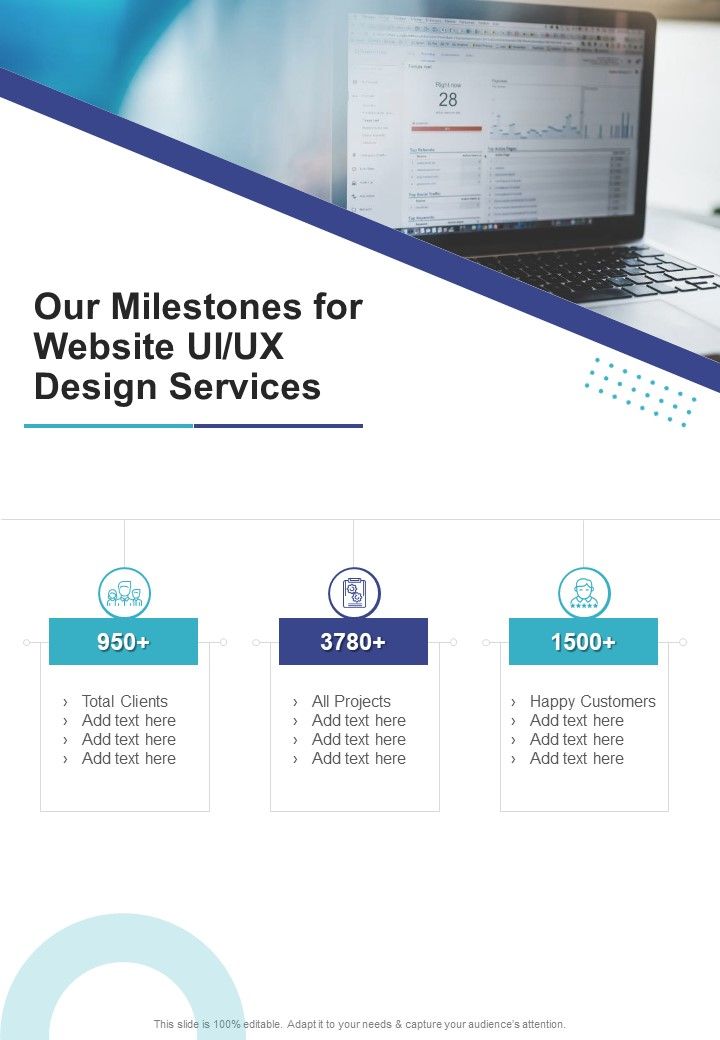 Right now
28
Our Milestones for
Website UI/UX
Design Services
950+
3780+
1500+
› Total Clients
› Add text here
› Add text here
› Add text here
› All Projects
› Add text here
› Add text here
› Add text here
› Happy Customers
› Add text here
› Add text here
› Add text here
This slide is 100% editable. Adapt it to your needs & capture your audience's attention.